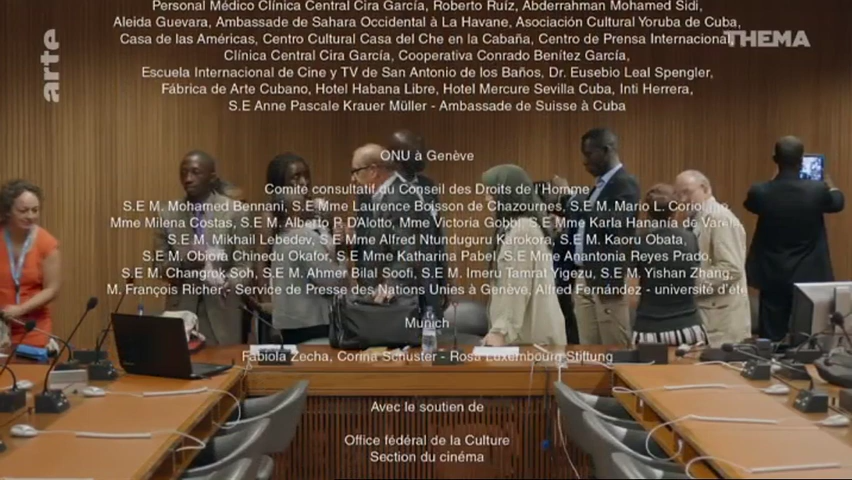 Personal Médico Clínica Central Cira García, Roberto Ruíz, Abderrahman Mohamed Sidi,
Aleida Guevara, Ambassade de Sahara Occidental à La Havane, Asociación Cultural Yoruba de Cuba,
Casa de las Américas, Centro Cultural Casa del Che en la Cabaña, Centro de Prensa Internacional,
Clínica Central Cira García, Cooperativa Conrado Benítez García,
Escuela Internacional de Cine y TV de San Antonio de los Baños, Dr. Eusebio Leal Spengler,
Fábrica de Arte Cubano, Hotel Habana Libre, Hotel Mercure Sevilla Cuba, Inti Herrera,
S.E Anne Pascale Krauer Müller - Ambassade de Suisse à Cuba
arte
THEMA
ONU à Genève
Comité consultatif du Conseil des Droits de l'Homme
S.E M. Mohamed Bennani, S.E Mme Laurence Boisson de Chazournes, S.E M. Mario L. Coriolano,
Mme Milena Costas, S.E M. Alberto P. D'Alotto, Mme Victoria Gobbi, S.E Mme Karla Hananía de
S.E M. Mikhail Lebedev, S.E Mme Alfred Ntunduguru Karokora, S.E M. Kaoru Obata,
S.E M. Obiora Chinedu Okafor, S.E Mme Katharina Pabel, S.E Mme Anantonia Reyes Prado,
S.E M. Changrok Soh, S.E M. Ahmer Bilal Soofi, S.E M. Imeru Tamrat Yigezu, S.E M. Yishan Zhang,
M. François Richer - Service de Presse des Nations Unies à Genève, Alfred Fernández - université d'été
Munich
Fabiola Zecha, Corina Schuster - Rosa Luxembourg Stiftung
Avec le soutien de
Office fédéral de la Culture
Section du cinéma